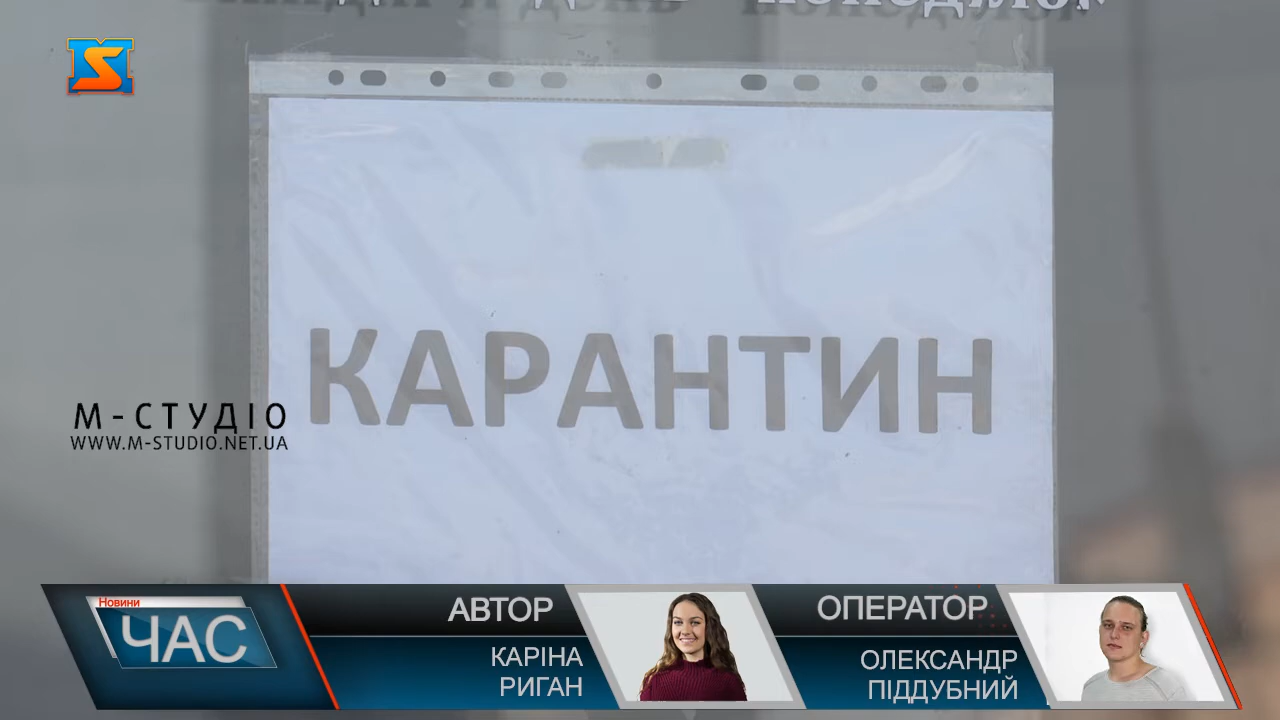 КАРАНТИН
М-СТУДІО
WWW.M-STUDIO.NET.UA
Новини
ЧАС
АВТОР
КАРІНА
РИГАН
ОПЕРАТОР
ОЛЕКСАНДР
ПІДДУБНИЙ